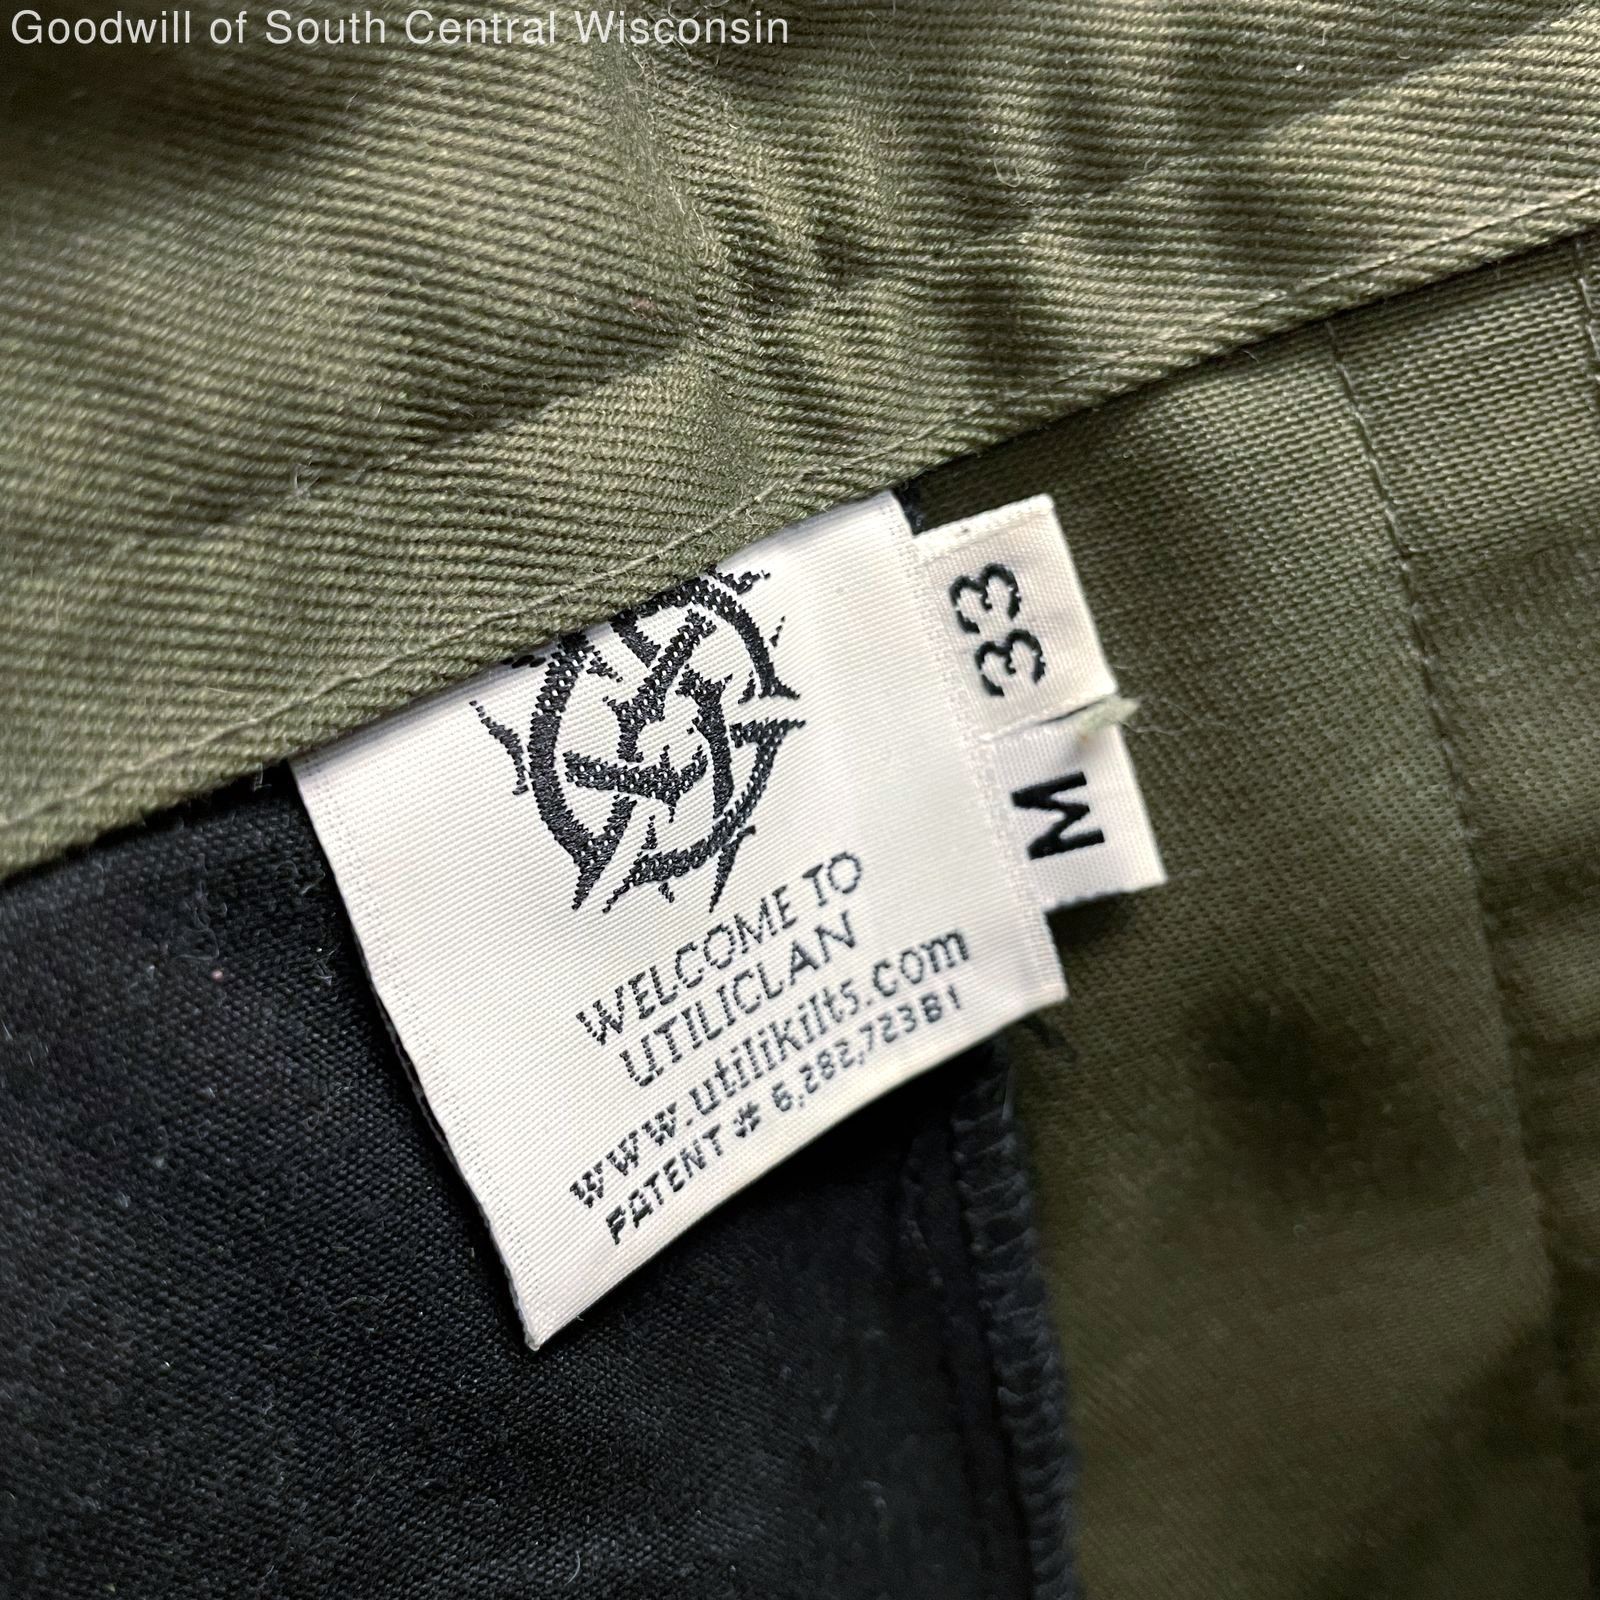 Goodwill of South Central Wisconsin
33
M
WELCOME TO
UTILICLAN
www.utilikilts.com
PATENT # 6,282,723B1